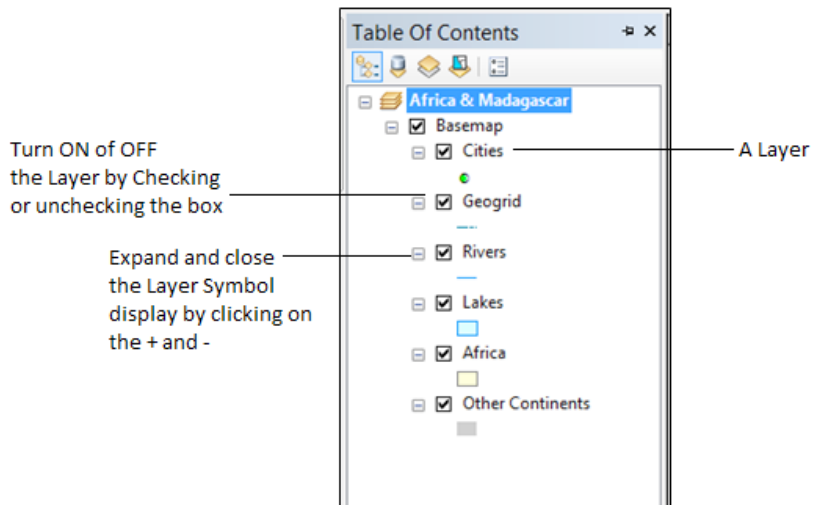 Table Of Contents
Africa & Madagascar
Basemap
Cities
A Layer
Turn ON of OFF
the Layer by Checking
or unchecking the box
Geogrid
Rivers
Expand and close
the Layer Symbol
display by clicking on
the + and -
Lakes
Africa
Other Continents